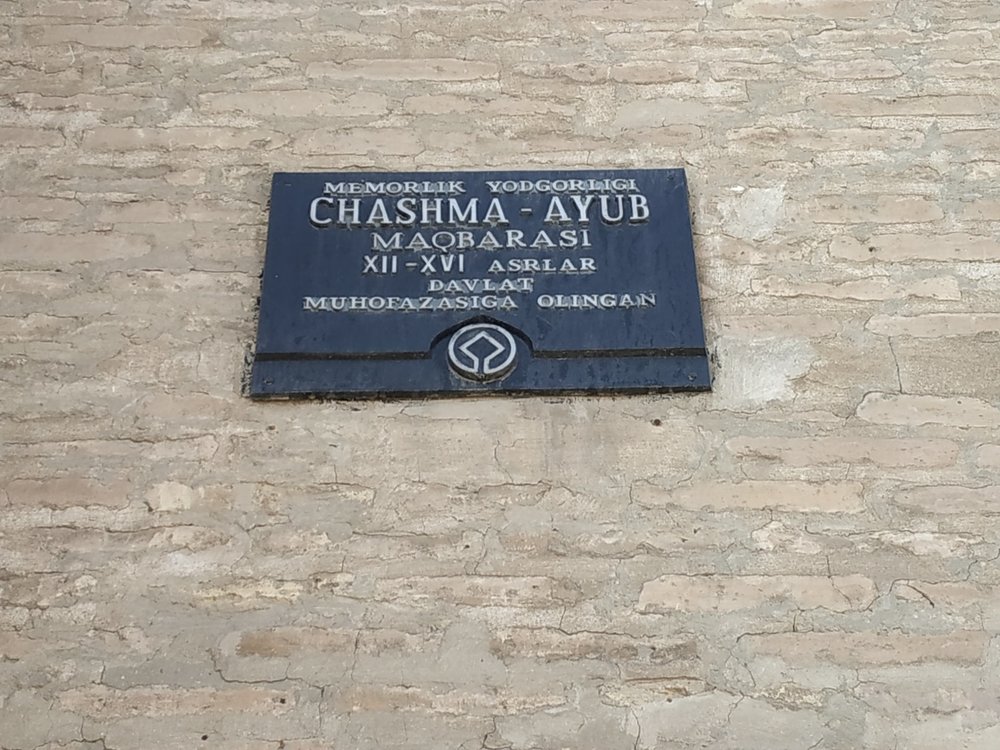 MEMORLIK YODGORLIGI
CHASHMA - AYUB
MAQBARASI
XII - XVI ASRLAR
DAVLAT
MUHOFAZASIGA OLINGAN